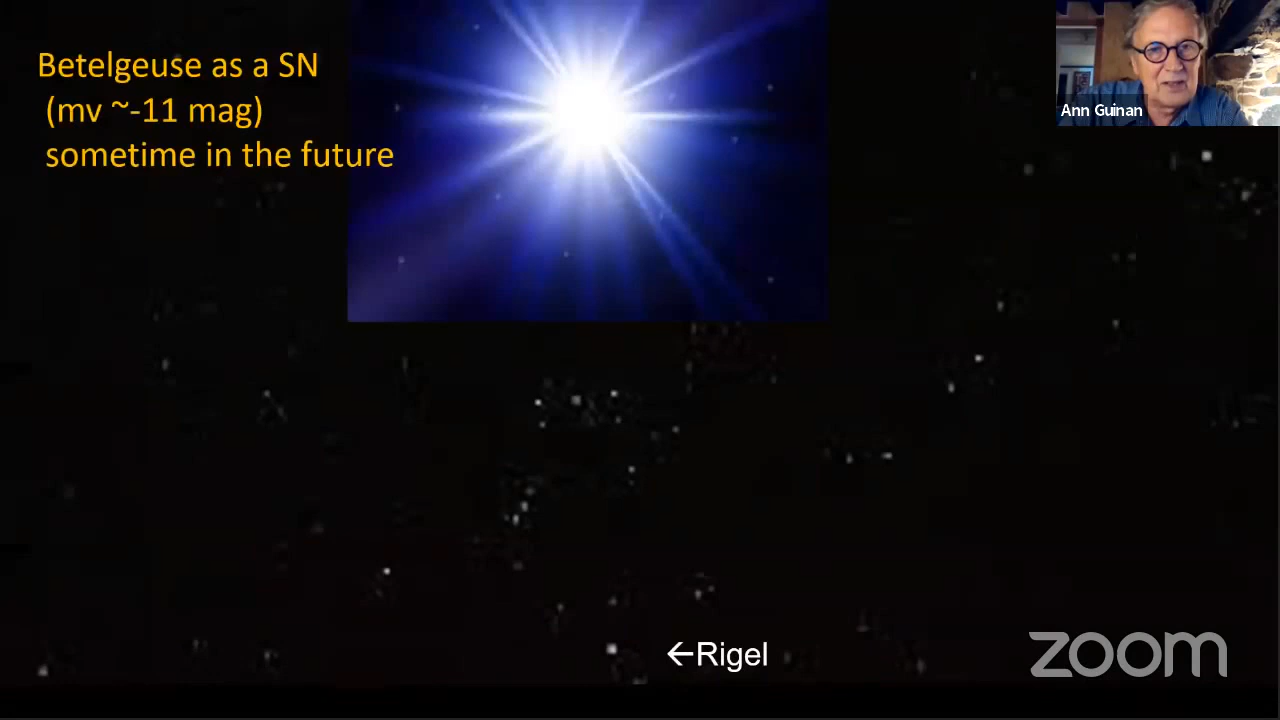 Betelgeuse as a SN
(mv ~-11 mag)
sometime in the future
Ann Guinan
←Rigel
zoom